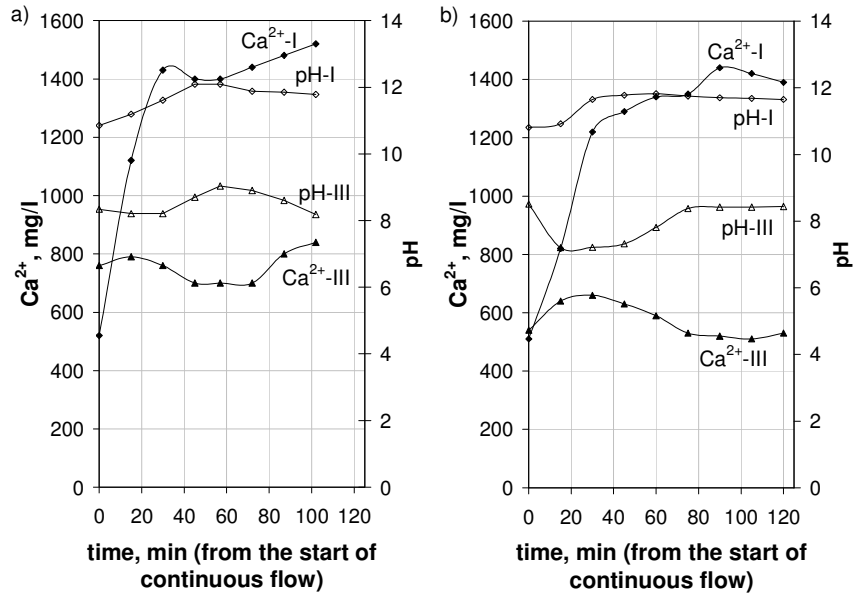 a)
1600
1400
1200
1000
800
600
400
200
0
Ca²⁺, mg/l
14
12
10
8
6
4
2
0
pH
Ca²⁺-I
pH-I
pH-III
Ca²⁺-III
0 20 40 60 80 100 120
time, min (from the start of
continuous flow)
b)
1600
1400
1200
1000
800
600
400
200
0
Ca²⁺, mg/l
14
12
10
8
6
4
2
0
pH
Ca²⁺-I
pH-I
pH-III
Ca²⁺-III
0 20 40 60 80 100 120
time, min (from the start of
continuous flow)